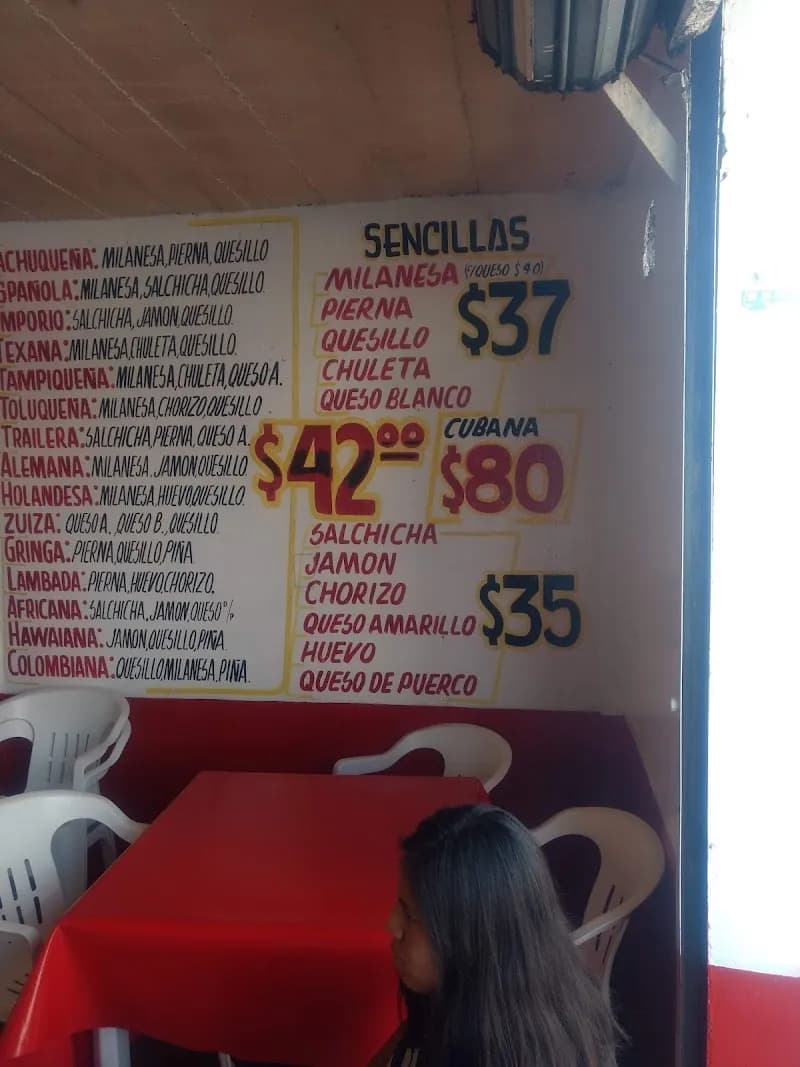 ACHUQUEÑA: MILANESA, PIERNA, QUESILLO
SPAÑOLA: MILANESA, SALCHICHA, QUESILLO.
MPORIO: SALCHICHA, JAMON, QUESILLO.
TEXANA: MILANESA, CHULETA, QUESILLO.
TAMPIQUEÑA: MILANESA, CHULETA, QUESO A.
TOLUQUEÑA: MILANESA, CHORIZO, QUESILLO
TRAILERA: SALCHICHA, PIERNA, QUESO A.
ALEMANA: MILANESA, JAMON, QUESILLO
HOLANDESA: MILANESA, HUEVO, QUESILLO.
ZUIZA: QUESO A., QUESO B., QUESILLO.
GRINGA: PIERNA, QUESILLO, PIÑA
LAMBADA: PIERNA, HUEVO, CHORIZO.
AFRICANA: SALCHICHA, JAMON, QUESO %
HAWAIANA: JAMON, QUESILLO, PIÑA
COLOMBIANA: QUESILLO, MILANESA, PIÑA.
$42.00
SENCILLAS
MILANESA (C/QUESO $40)
PIERNA
QUESILLO
CHULETA
QUESO BLANCO
$37
CUBANA
$80
SALCHICHA
JAMON
CHORIZO
QUESO AMARILLO
HUEVO
QUESO DE PUERCO
$35